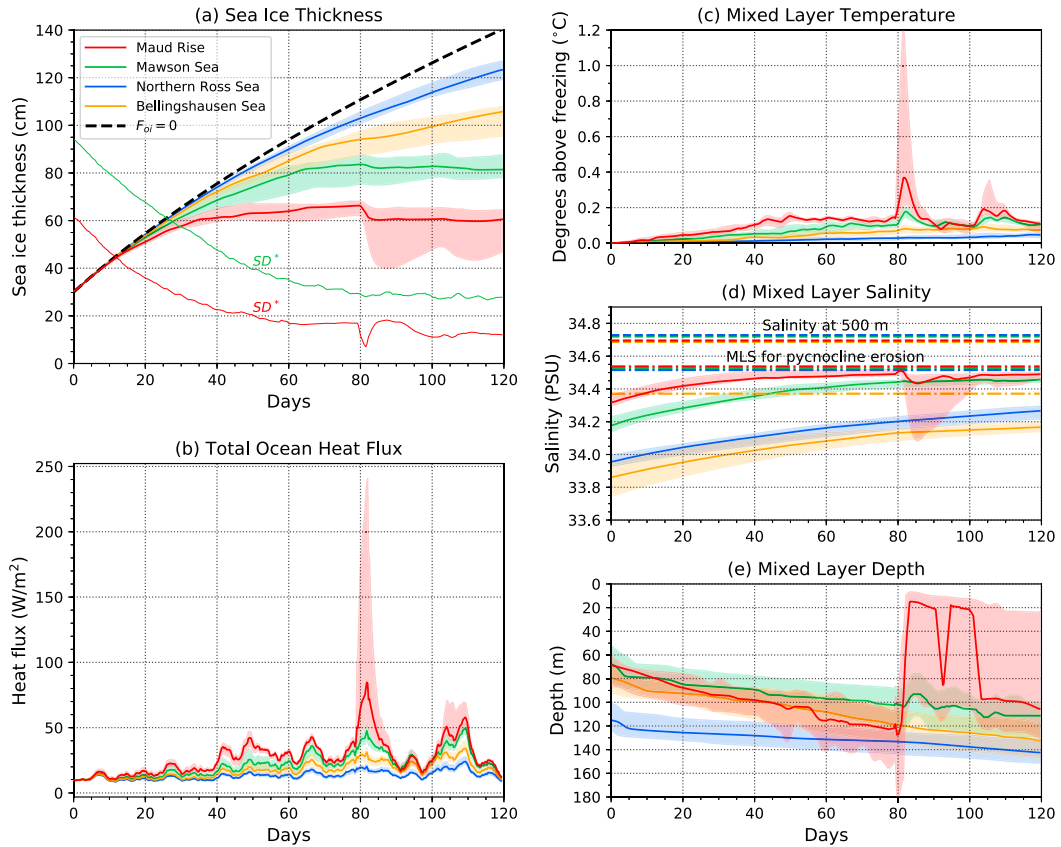 (a) Sea Ice Thickness
140
120
100
80
60
40
20
0
Sea ice thickness (cm)
Maud Rise
Mawson Sea
Northern Ross Sea
Bellingshausen Sea
F_oi = 0
SD*
SD*
0 20 40 60 80 100 120
Days
(b) Total Ocean Heat Flux
250
200
150
100
50
0
Heat flux (W/m²)
0 20 40 60 80 100 120
Days
(c) Mixed Layer Temperature
1.2
1.0
0.8
0.6
0.4
0.2
0.0
Degrees above freezing (°C)
0 20 40 60 80 100 120
(d) Mixed Layer Salinity
34.8
34.6
34.4
34.2
34.0
33.8
33.6
Salinity (PSU)
Salinity at 500 m
MLS for pycnocline erosion
0 20 40 60 80 100 120
(e) Mixed Layer Depth
0
20
40
60
80
100
120
140
160
180
Depth (m)
0 20 40 60 80 100 120
Days